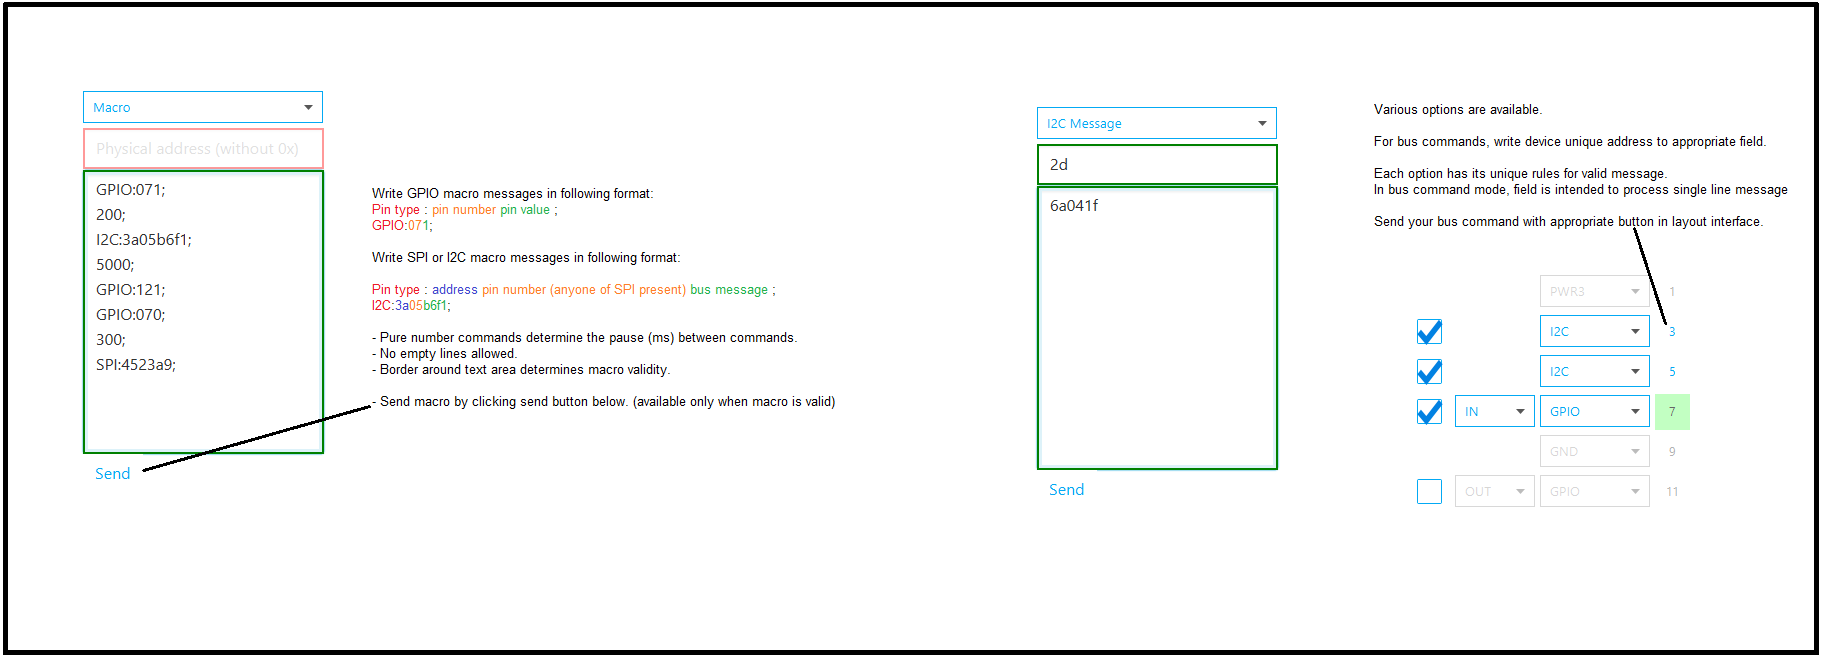 Macro
Physical address (without 0x)
GPIO:071;
200;
I2C:3a05b6f1;
5000;
GPIO:121;
GPIO:070;
300;
SPI:4523a9;
Send
Write GPIO macro messages in following format:
Pin type : pin number pin value ;
GPIO:071;
Write SPI or I2C macro messages in following format:
Pin type : address pin number (anyone of SPI present) bus message ;
I2C:3a05b6f1;
- Pure number commands determine the pause (ms) between commands.
- No empty lines allowed.
- Border around text area determines macro validity.
- Send macro by clicking send button below. (available only when macro is valid)
I2C Message
2d
6a041f
Send
Various options are available.
For bus commands, write device unique address to appropriate field.
Each option has its unique rules for valid message.
In bus command mode, field is intended to process single line message
Send your bus command with appropriate button in layout interface.
PWR3 1
I2C 3
I2C 5
IN GPIO 7
GND 9
OUT GPIO 11